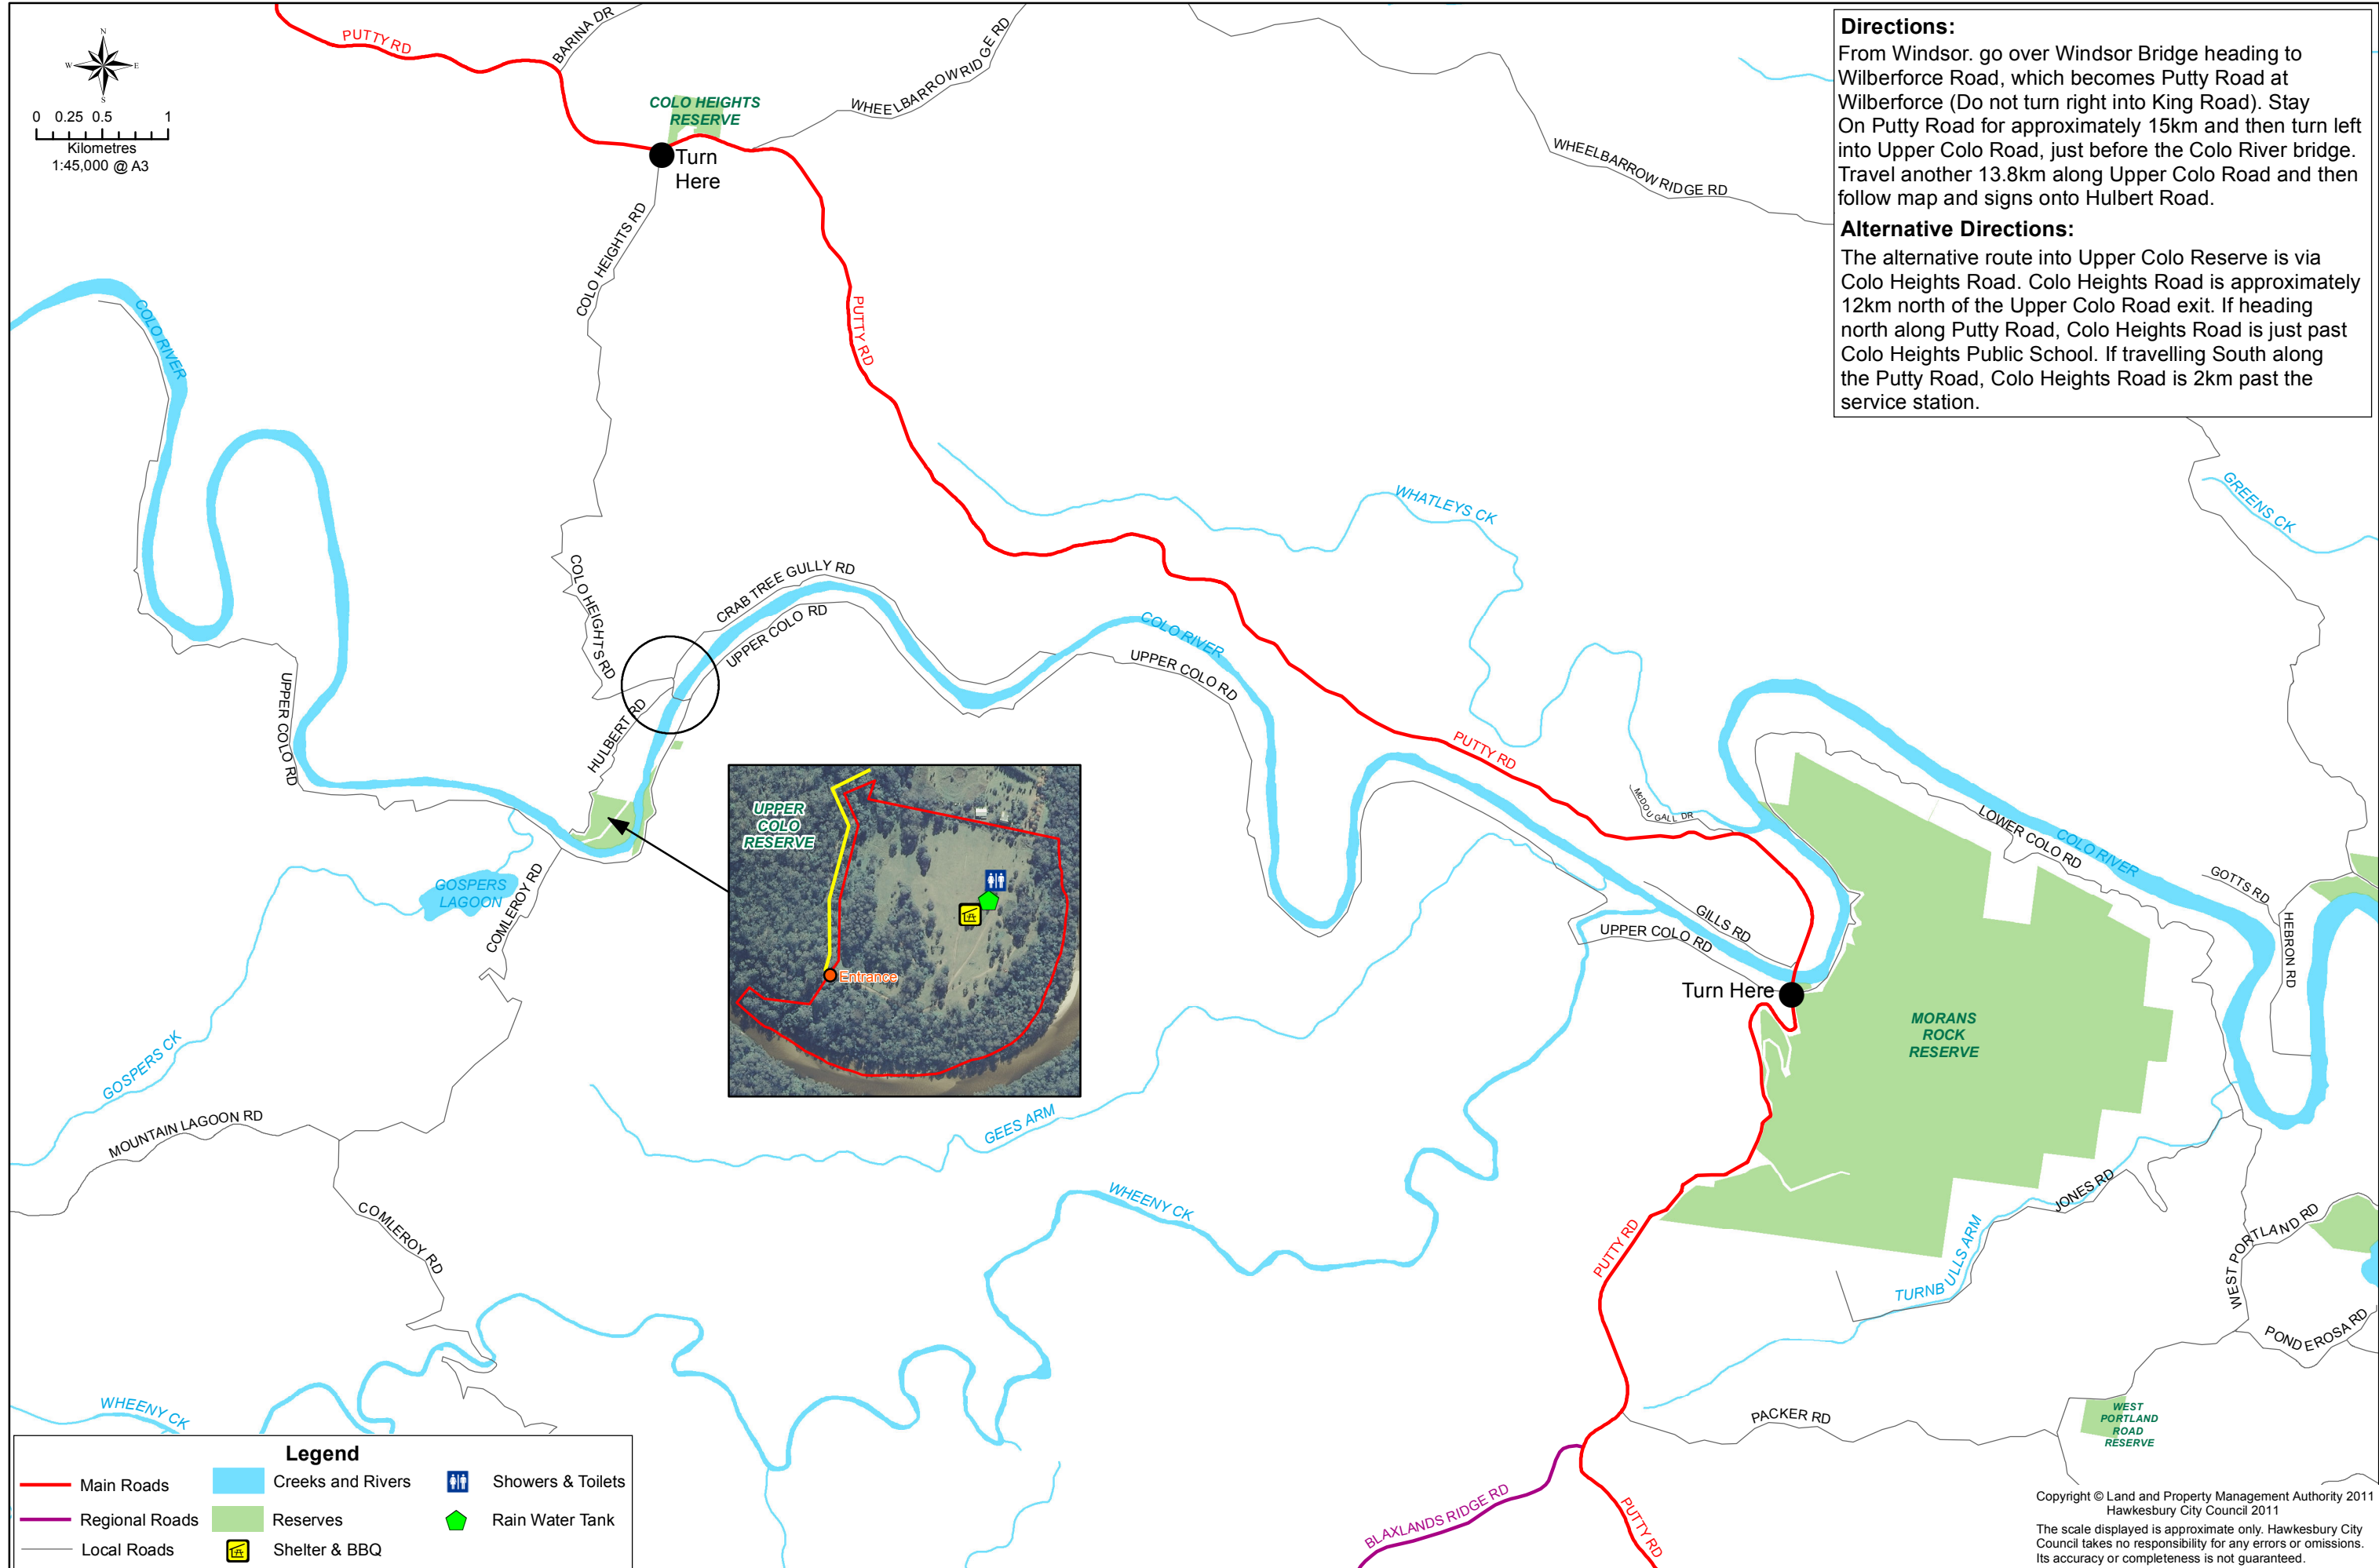 N
W
E
S
0 0.25 0.5 1
Kilometres
1:45,000 @ A3
PUTTY RD
BARINA DR
COLO HEIGHTS
RESERVE
WHEELBARROW RIDGE RD
Turn
Here
WHEELBARROW RIDGE RD
Directions:
From Windsor. go over Windsor Bridge heading to
Wilberforce Road, which becomes Putty Road at
Wilberforce (Do not turn right into King Road). Stay
On Putty Road for approximately 15km and then turn left
into Upper Colo Road, just before the Colo River bridge.
Travel another 13.8km along Upper Colo Road and then
follow map and signs onto Hulbert Road.
Alternative Directions:
The alternative route into Upper Colo Reserve is via
Colo Heights Road. Colo Heights Road is approximately
12km north of the Upper Colo Road exit. If heading
north along Putty Road, Colo Heights Road is just past
Colo Heights Public School. If travelling South along
the Putty Road, Colo Heights Road is 2km past the
service station.
COLO HEIGHTS RD
COLO RIVER
PUTTY RD
WHATLEYS CK
GREENS CK
COLO HEIGHTS RD
CRAB TREE GULLY RD
UPPER COLO RD
COLO RIVER
UPPER COLO RD
UPPER COLO RD
HULBERT RD
PUTTY RD
McDOUGALL DR
LOWER COLO RD
COLO RIVER
GOTTS RD
HEBRON RD
UPPER
COLO
RESERVE
Entrance
GOSPERS
LAGOON
COMLEROY RD
GILLS RD
UPPER COLO RD
Turn Here
MORANS
ROCK
RESERVE
GOSPERS CK
MOUNTAIN LAGOON RD
GEES ARM
WHEENY CK
COMLEROY RD
PUTTY RD
JONES RD
TURNBULLS ARM
WEST PORTLAND RD
PONDEROSA RD
WHEENY CK
PACKER RD
WEST
PORTLAND
ROAD
RESERVE
BLAXLANDS RIDGE RD
PUTTY RD
Legend
Main Roads
Creeks and Rivers
Showers & Toilets
Regional Roads
Reserves
Rain Water Tank
Local Roads
Shelter & BBQ
Copyright © Land and Property Management Authority 2011
Hawkesbury City Council 2011
The scale displayed is approximate only. Hawkesbury City
Council takes no responsibility for any errors or omissions.
Its accuracy or completeness is not guaranteed.